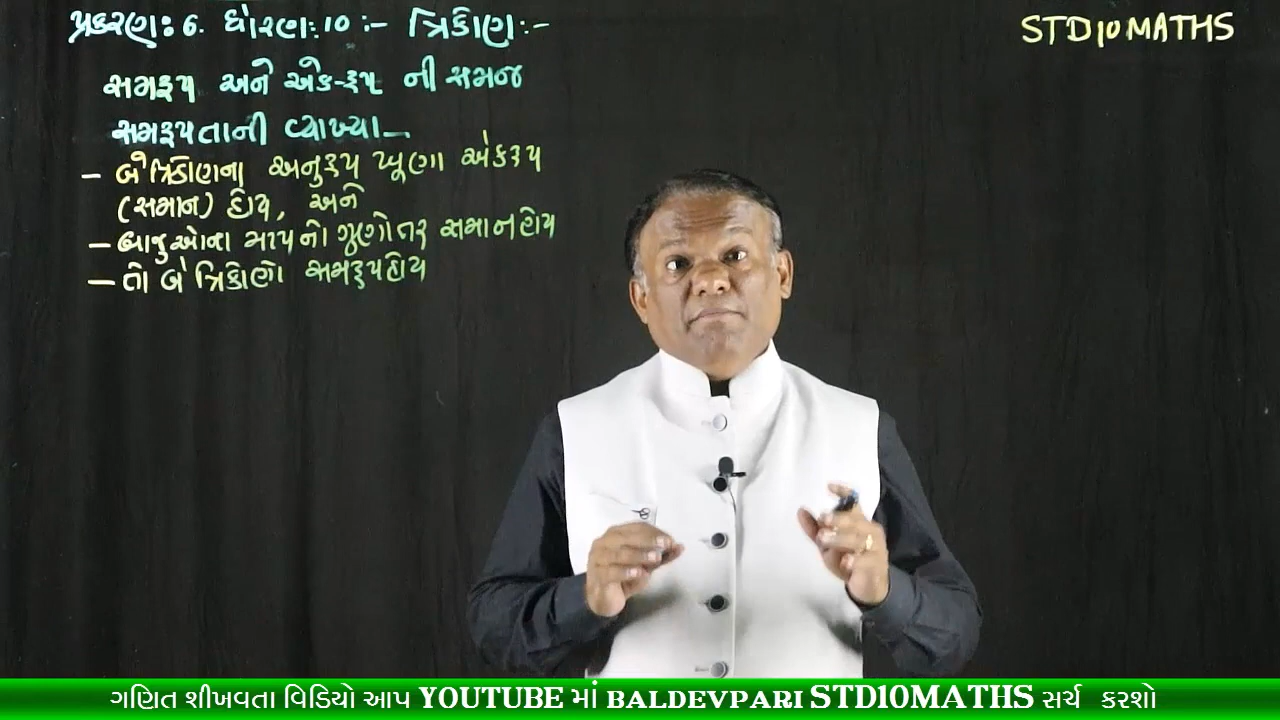 પ્રકરણ: 6. ધોરણ: 10 :- ત્રિકોણ:-
STD10MATHS
સમરૂપ અને એક-રૂપ ની સમજ
સમરૂપતાની વ્યાખ્યા -
- બે ત્રિકોણના અનુરૂપ ખૂણા એકરૂપ
(સમાન) હોય, અને
- બાજુઓના માપનો ગુણોત્તર સમાન હોય
- તો બે ત્રિકોણો સમરૂપ હોય
ગણિત શીખવતા વિડિયો આપ YOUTUBE માં BALDEVPARI STD10MATHS સર્ચ કરશો